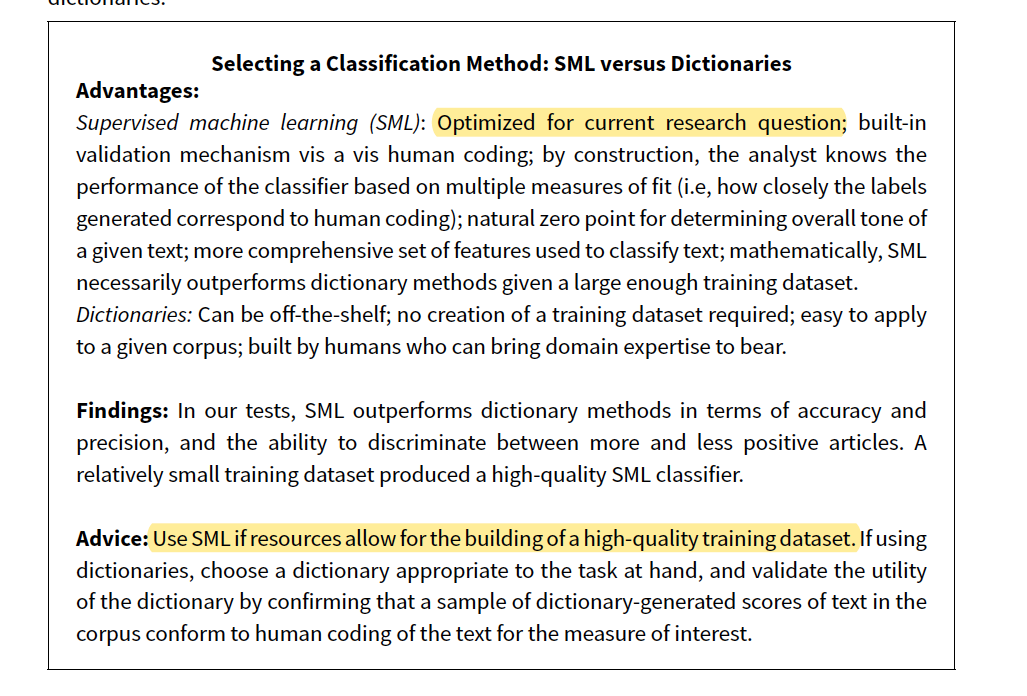 dictionaries.
Selecting a Classification Method: SML versus Dictionaries
Advantages:
Supervised machine learning (SML): Optimized for current research question; built-in
validation mechanism vis a vis human coding; by construction, the analyst knows the
performance of the classifier based on multiple measures of fit (i.e, how closely the labels
generated correspond to human coding); natural zero point for determining overall tone of
a given text; more comprehensive set of features used to classify text; mathematically, SML
necessarily outperforms dictionary methods given a large enough training dataset.
Dictionaries: Can be off-the-shelf; no creation of a training dataset required; easy to apply
to a given corpus; built by humans who can bring domain expertise to bear.
Findings: In our tests, SML outperforms dictionary methods in terms of accuracy and
precision, and the ability to discriminate between more and less positive articles. A
relatively small training dataset produced a high-quality SML classifier.
Advice: Use SML if resources allow for the building of a high-quality training dataset. If using
dictionaries, choose a dictionary appropriate to the task at hand, and validate the utility
of the dictionary by confirming that a sample of dictionary-generated scores of text in the
corpus conform to human coding of the text for the measure of interest.